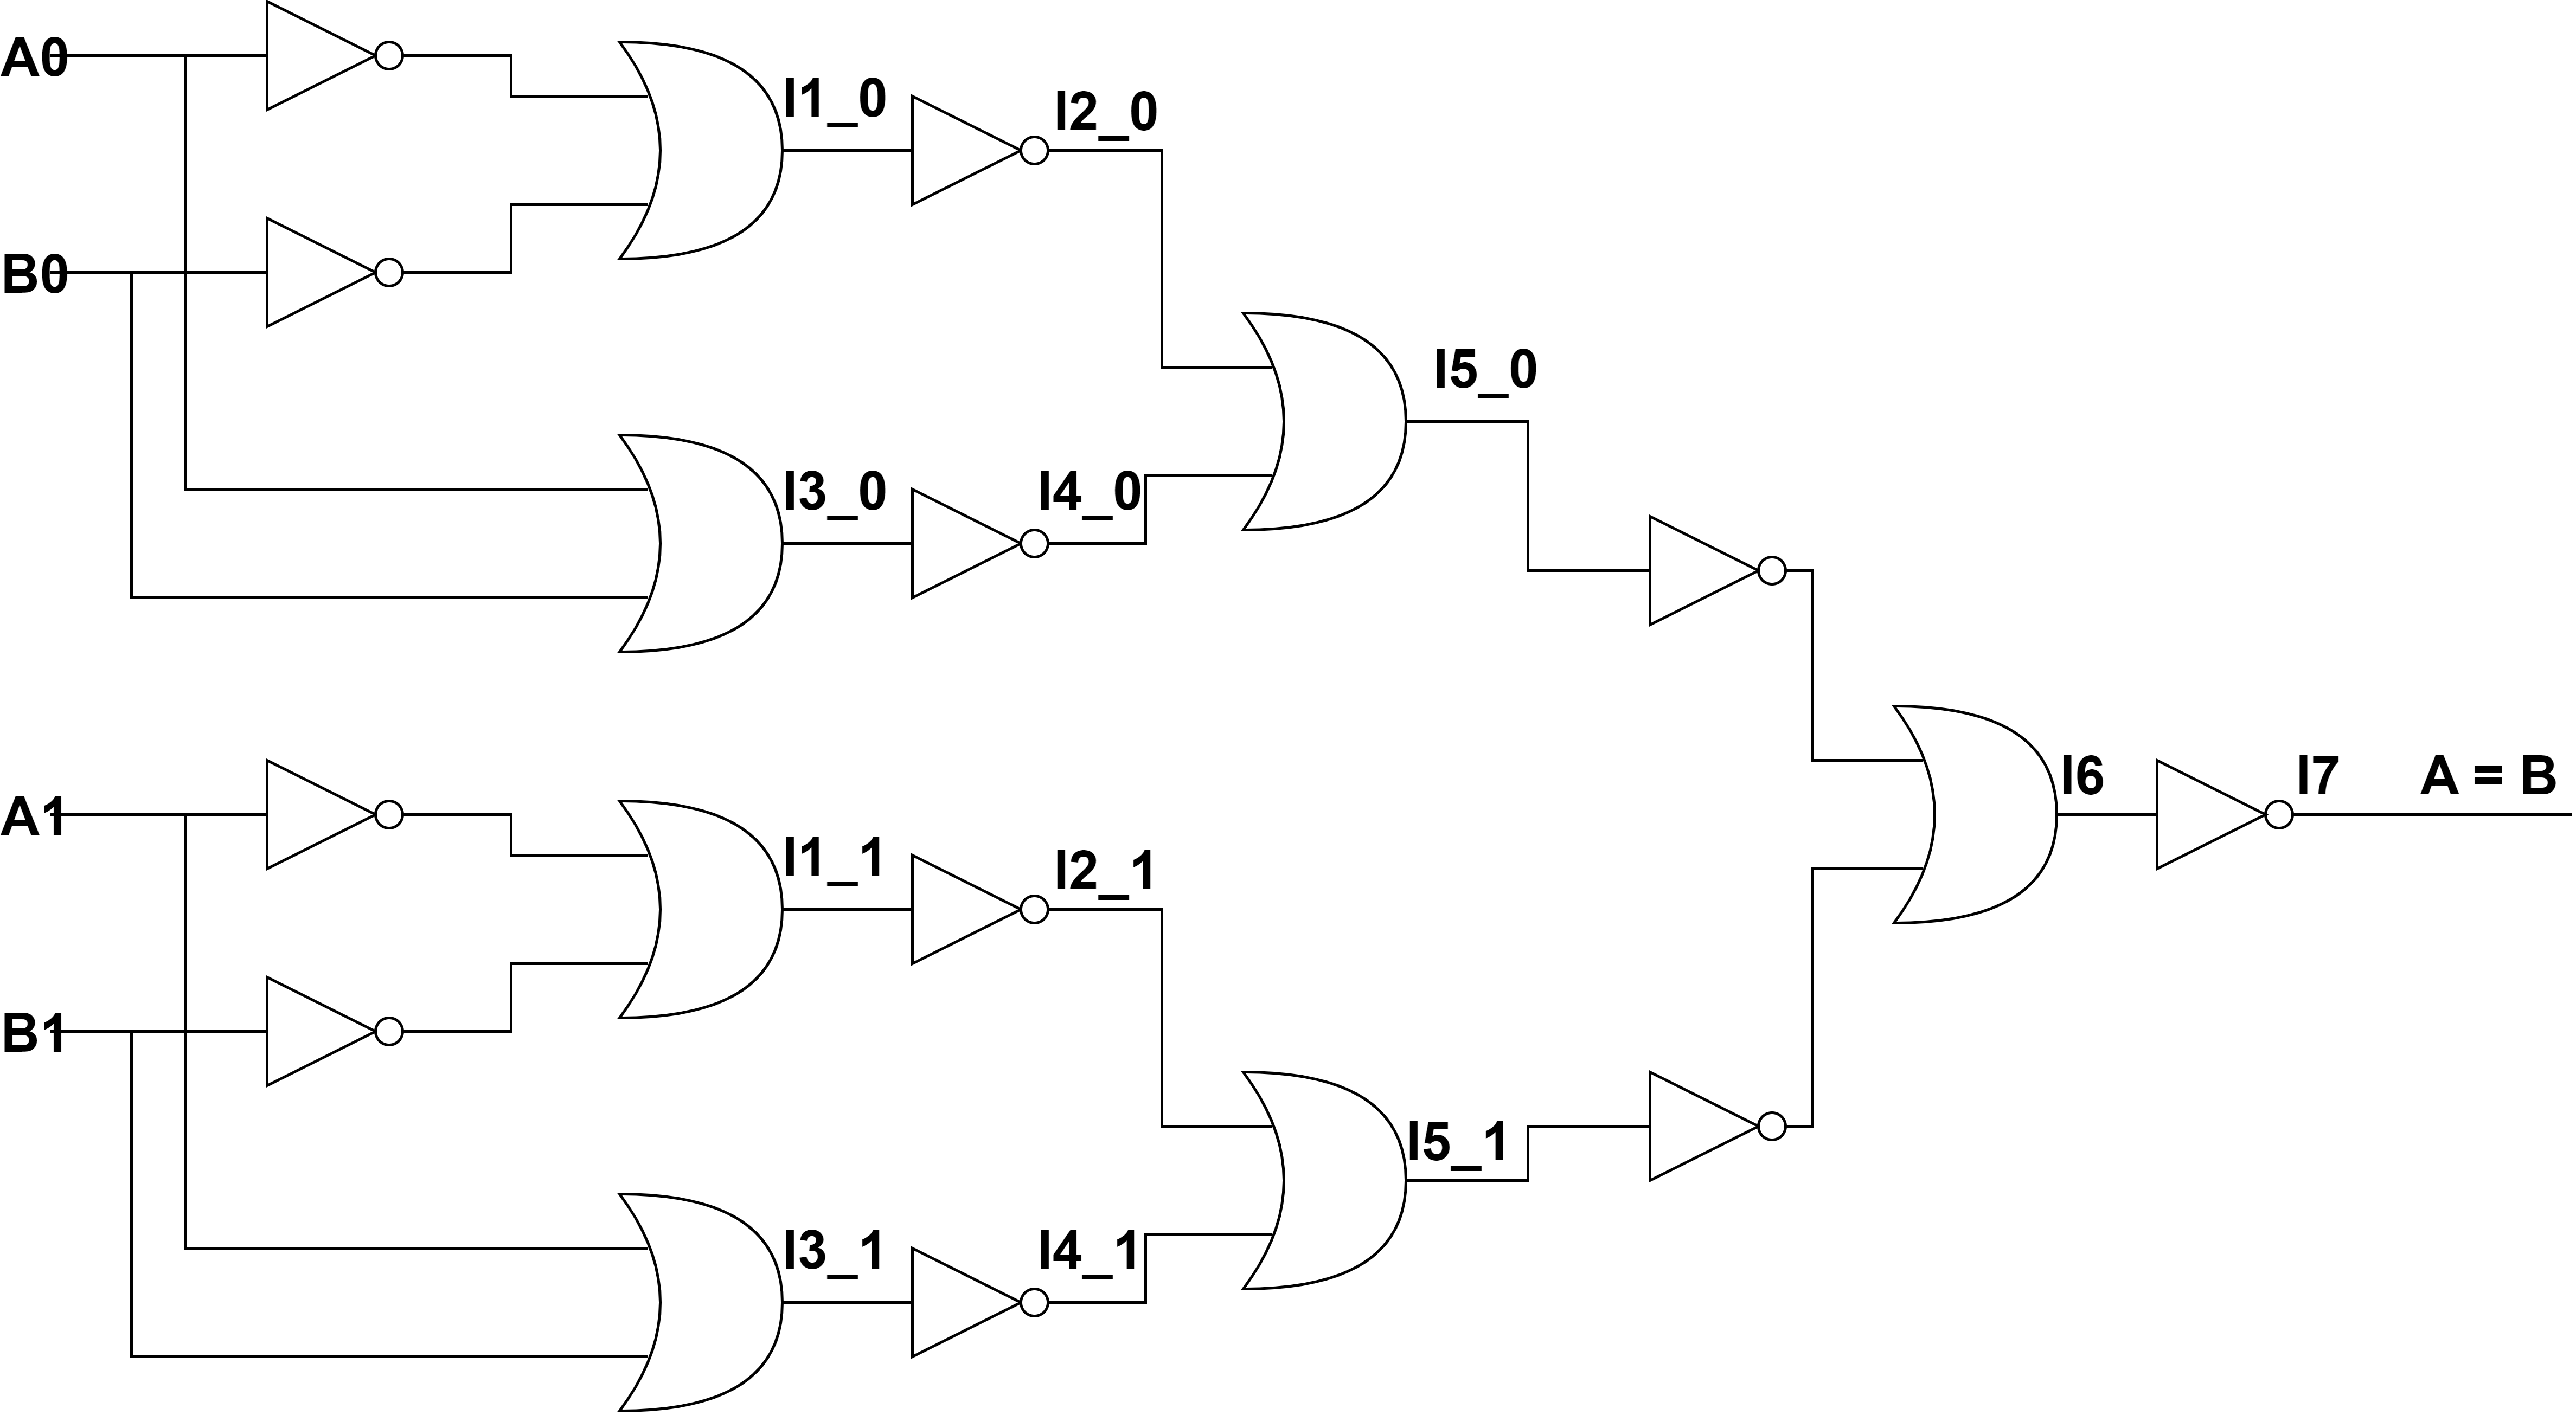 A0
I1_0
I2_0
B0
I5_0
I3_0
I4_0
A1
I6
I7
A = B
I1_1
I2_1
B1
I5_1
I3_1
I4_1